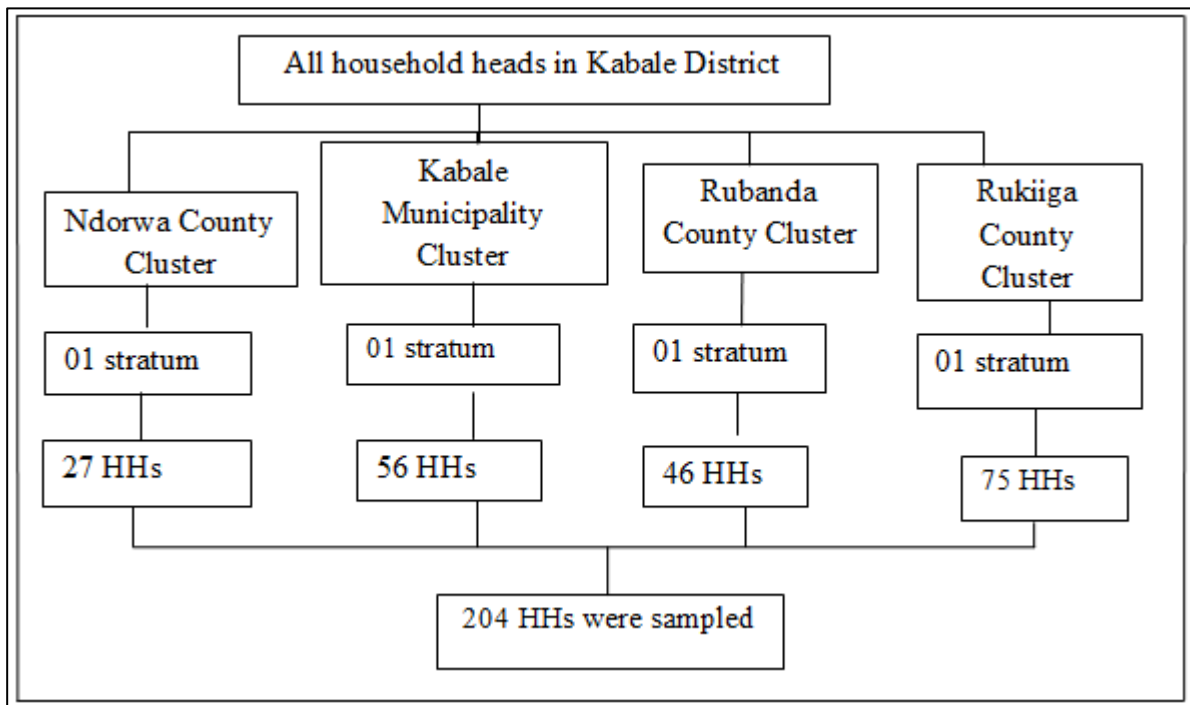 All household heads in Kabale District
Ndorwa County
Cluster
Kabale
Municipality
Cluster
Rubanda
County Cluster
Rukiiga
County
Cluster
01 stratum
01 stratum
01 stratum
01 stratum
27 HHs
56 HHs
46 HHs
75 HHs
204 HHs were sampled